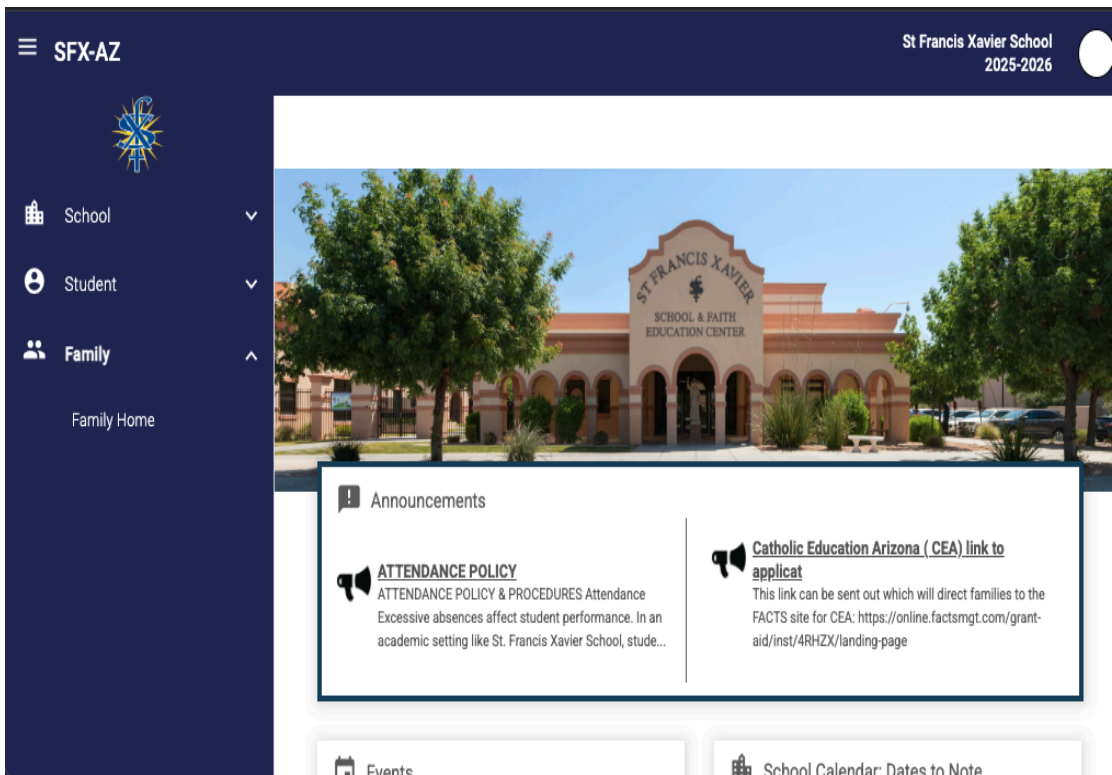 SFX-AZ
St Francis Xavier School
2025-2026
School
Student
Family
Family Home
ST FRANCIS XAVIER
SCHOOL & FAITH
EDUCATION CENTER
Announcements
ATTENDANCE POLICY
ATTENDANCE POLICY & PROCEDURES Attendance
Excessive absences affect student performance. In an
academic setting like St. Francis Xavier School, stude...
Catholic Education Arizona ( CEA) link to
applicat
This link can be sent out which will direct families to the
FACTS site for CEA: https://online.factsmgt.com/grant-
aid/inst/4RHZX/landing-page
Events
School Calendar: Dates to Note